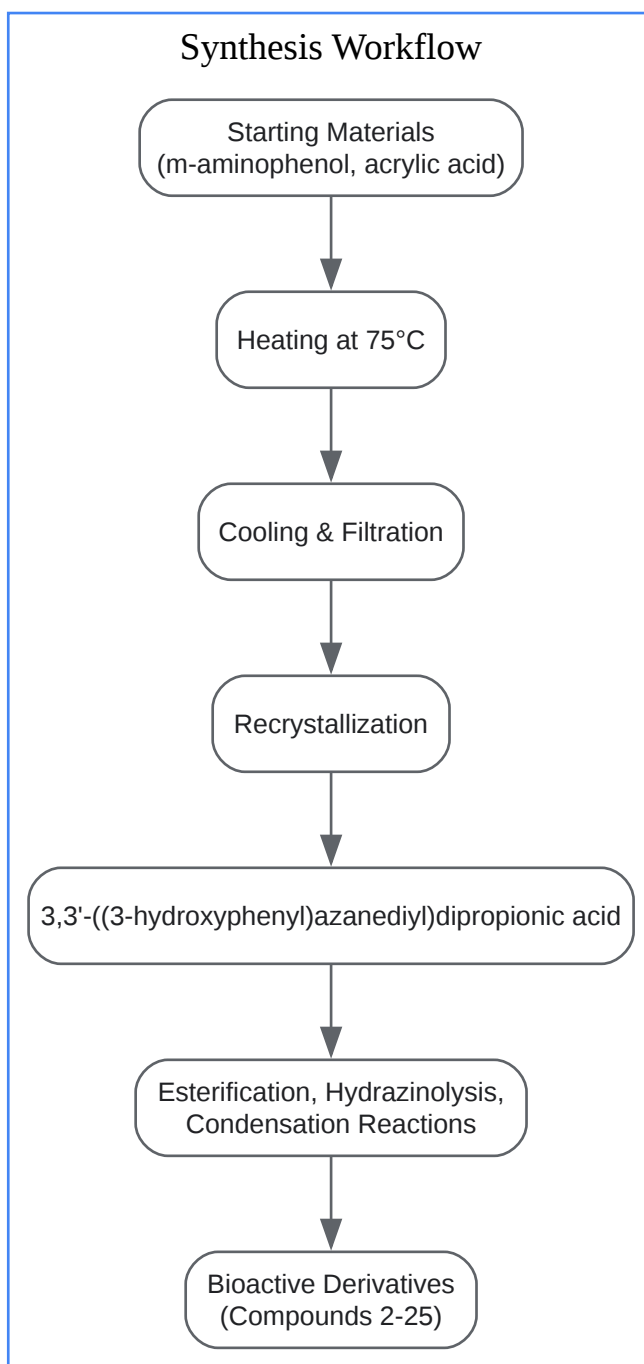 Synthesis Workflow
Starting Materials
(m-aminophenol, acrylic acid)
Heating at 75°C
Cooling & Filtration
Recrystallization
3,3'-((3-hydroxyphenyl)azanediyl)dipropionic acid
Esterification, Hydrazinolysis,
Condensation Reactions
Bioactive Derivatives
(Compounds 2-25)